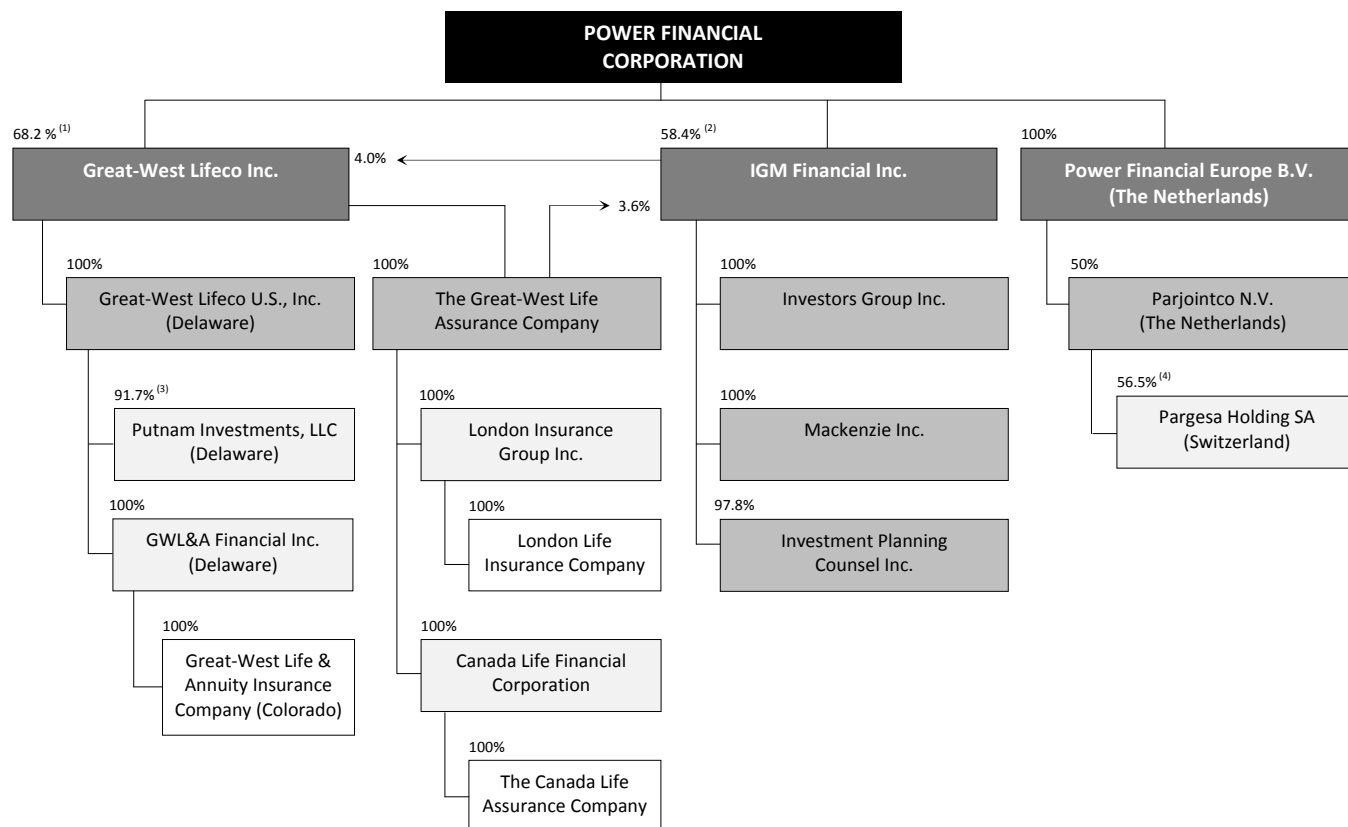 POWER FINANCIAL
CORPORATION
68.2 % (1)
Great-West Lifeco Inc.
4.0%
58.4% (2)
IGM Financial Inc.
3.6%
100%
Power Financial Europe B.V.
(The Netherlands)
100%
Great-West Lifeco U.S., Inc.
(Delaware)
91.7% (3)
Putnam Investments, LLC
(Delaware)
100%
GWL&A Financial Inc.
(Delaware)
100%
Great-West Life &
Annuity Insurance
Company (Colorado)
100%
The Great-West Life
Assurance Company
100%
London Insurance
Group Inc.
100%
London Life
Insurance Company
100%
Canada Life Financial
Corporation
100%
The Canada Life
Assurance Company
100%
Investors Group Inc.
100%
Mackenzie Inc.
97.8%
Investment Planning
Counsel Inc.
50%
Parjointco N.V.
(The Netherlands)
56.5% (4)
Pargesa Holding SA
(Switzerland)